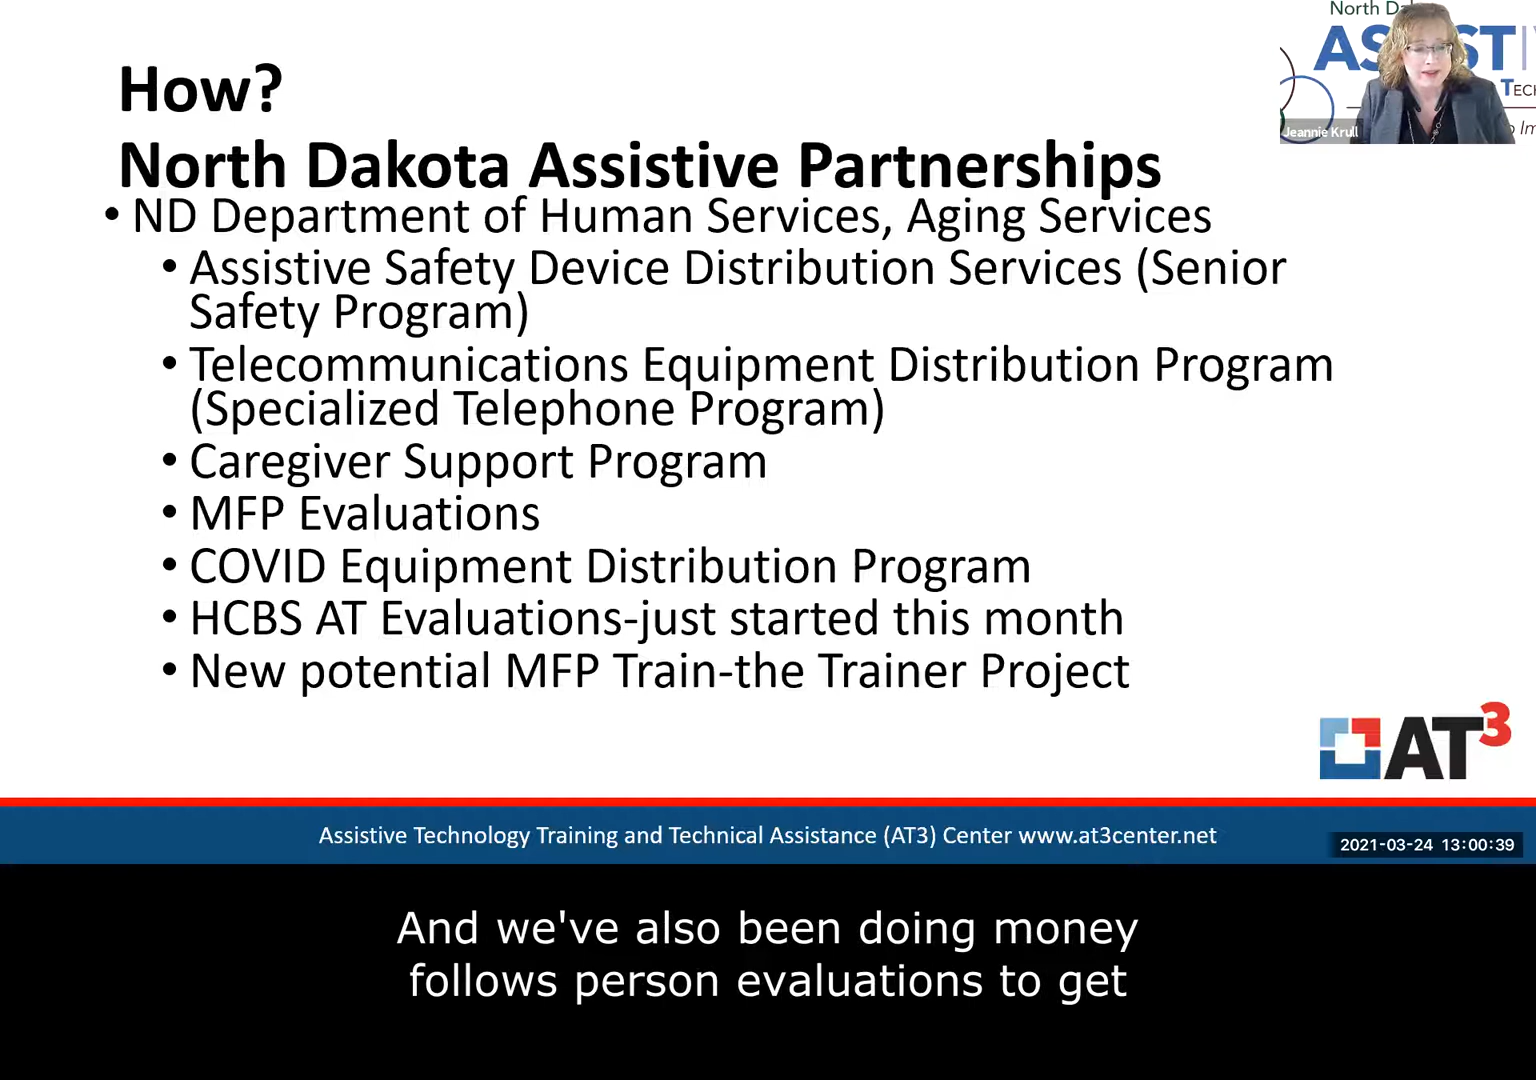 How?
North Dakota Assistive Partnerships
• ND Department of Human Services, Aging Services
• Assistive Safety Device Distribution Services (Senior
Safety Program)
• Telecommunications Equipment Distribution Program
(Specialized Telephone Program)
• Caregiver Support Program
• MFP Evaluations
• COVID Equipment Distribution Program
• HCBS AT Evaluations-just started this month
• New potential MFP Train-the Trainer Project
North
Jeannie Krull
AT3
Assistive Technology Training and Technical Assistance (AT3) Center www.at3center.net
2021-03-24 13:00:39
And we've also been doing money
follows person evaluations to get